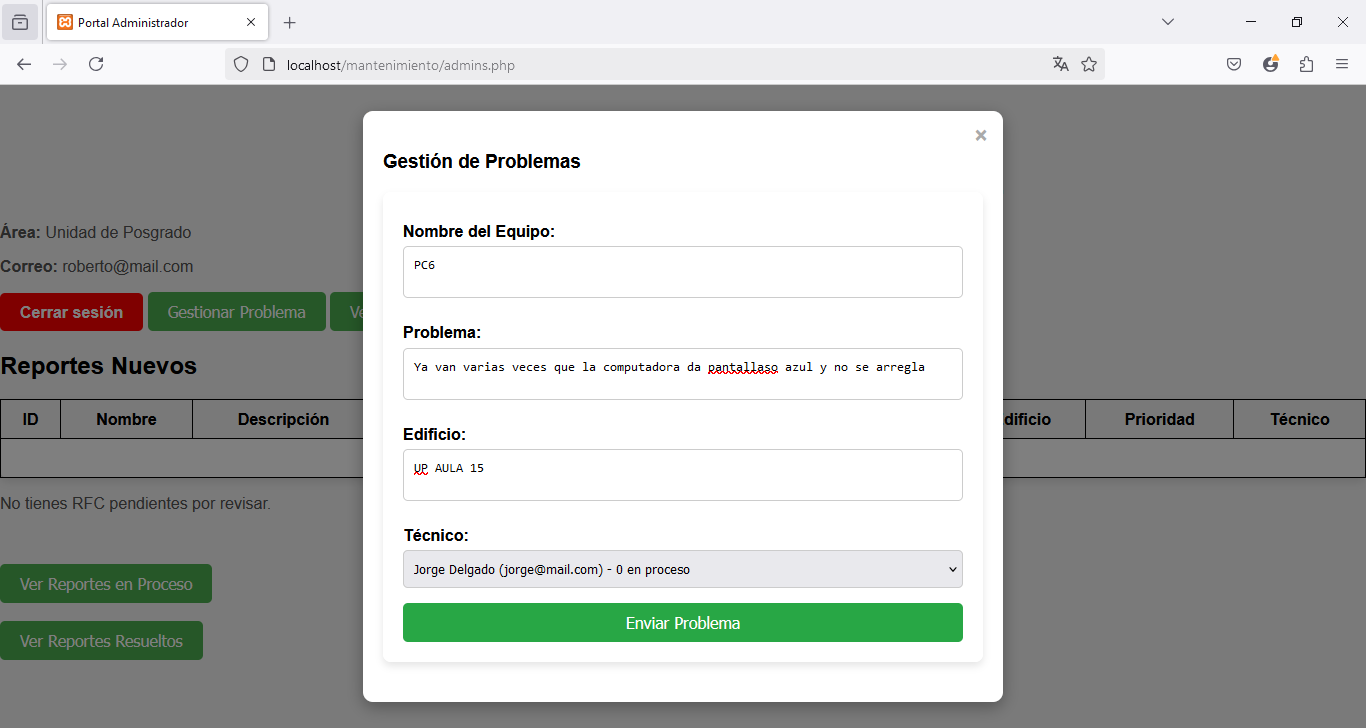 Portal Administrador
localhost/mantenimiento/admins.php
Gestión de Problemas
Nombre del Equipo:
PC6
Problema:
Ya van varias veces que la computadora da pantallaso azul y no se arregla
Edificio:
UP AULA 15
Técnico:
Jorge Delgado (jorge@mail.com) - 0 en proceso
Enviar Problema
Área: Unidad de Posgrado
Correo: roberto@mail.com
Cerrar sesión Gestionar Problema
Reportes Nuevos
ID Nombre Descripción Prioridad Técnico
No tienes RFC pendientes por revisar.
Ver Reportes en Proceso
Ver Reportes Resueltos